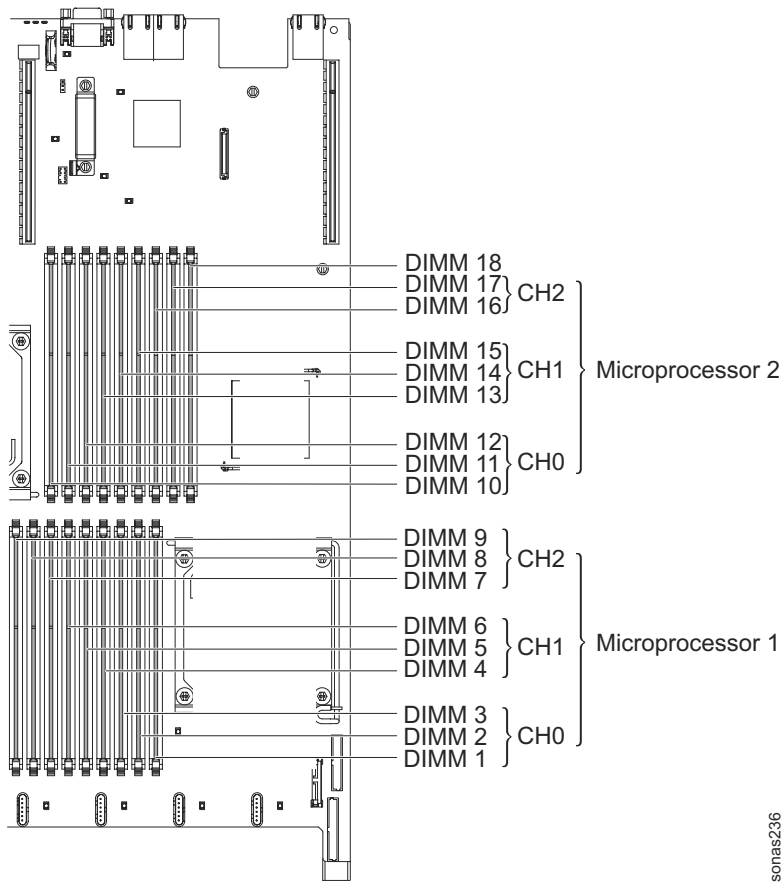 DIMM 18
DIMM 17
DIMM 16
CH2
DIMM 15
DIMM 14
DIMM 13
CH1
Microprocessor 2
DIMM 12
DIMM 11
DIMM 10
CH0
DIMM 9
DIMM 8
DIMM 7
CH2
DIMM 6
DIMM 5
DIMM 4
CH1
Microprocessor 1
DIMM 3
DIMM 2
DIMM 1
CH0
sonas236